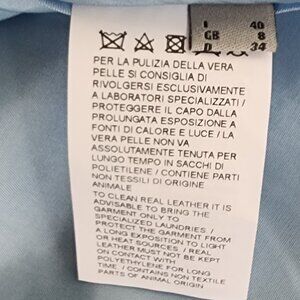 I 40
GB 8
D 34
PER LA PULIZIA DELLA VERA
PELLE SI CONSIGLIA DI
RIVOLGERSI ESCLUSIVAMENTE
A LABORATORI SPECIALIZZATI /
PROTEGGERE IL CAPO DALLA
PROLUNGATA ESPOSIZIONE A
FONTI DI CALORE E LUCE / LA
VERA PELLE NON VA
ASSOLUTAMENTE TENUTA PER
LUNGO TEMPO IN SACCHI DI
POLIETILENE / CONTIENE PARTI
NON TESSILI DI ORIGINE
ANIMALE
TO CLEAN REAL LEATHER IT IS
ADVISABLE TO BRING THE
GARMENT ONLY TO
SPECIALIZED LAUNDRIES /
PROTECT THE GARMENT FROM
A LONG EXPOSITION TO LIGHT
OR HEAT SOURCES / REAL
LEATHER MUST NOT BE KEPT
ON CONTACT WITH
POLYETHYLENE FOR LONG
TIME / CONTAINS NON TEXTILE
PARTS OF ANIMAL ORIGIN